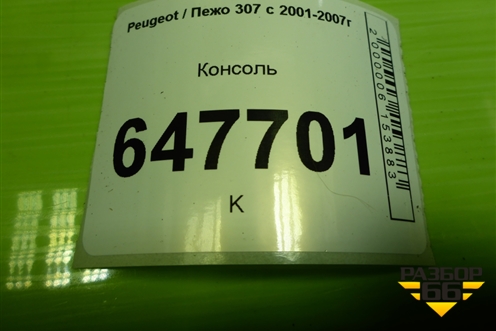 Peugeot / Пежо 307 с 2001-2007г
Консоль
647701
К
2000006153883
РАЗБОР
66